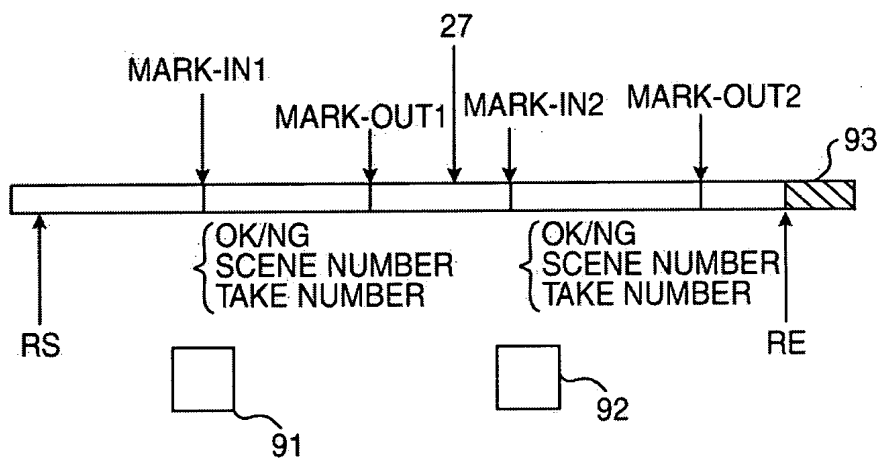 27
MARK-IN1
MARK-OUT1
MARK-IN2
MARK-OUT2
93
OK/NG
SCENE NUMBER
TAKE NUMBER
OK/NG
SCENE NUMBER
TAKE NUMBER
RS
RE
91
92